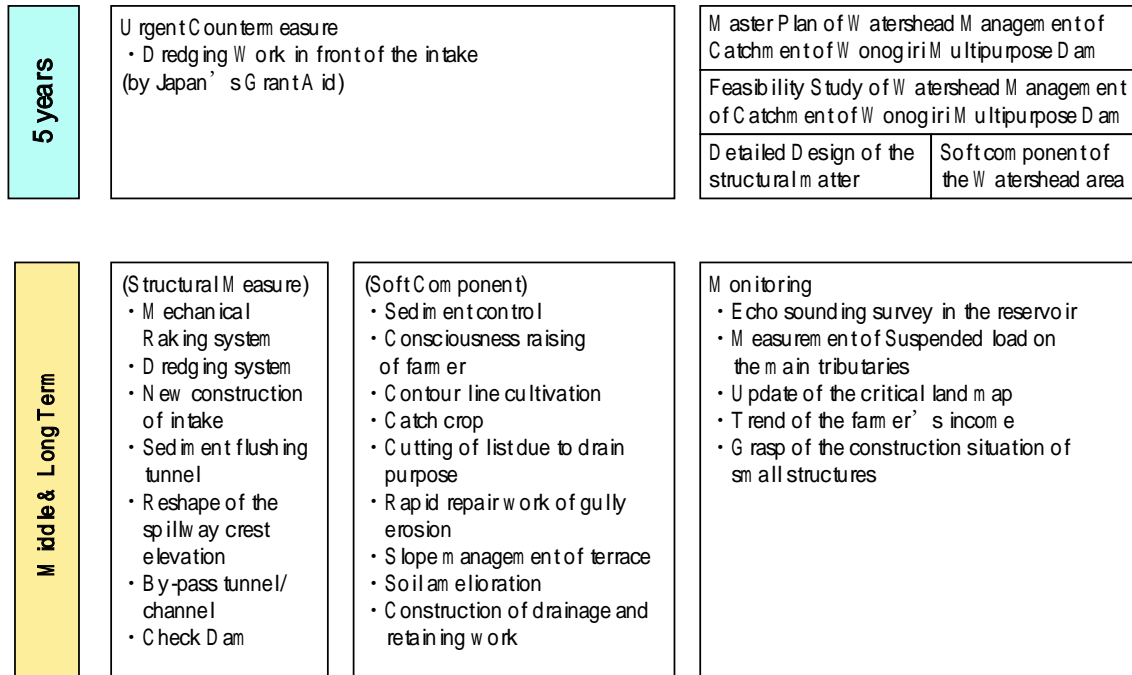 5 years
Urgent Countermeasure
・Dredging Work in front of the intake
(by Japan's Grant Aid)
Master Plan of Watershead Management of
Catchment of Wonogiri Multipurpose Dam
Feasibility Study of Watershead Management
of Catchment of Wonogiri Multipurpose Dam
Detailed Design of the
structural matter
Soft component of
the Watershead area
Middle & Long Term
(Structural Measure)
・Mechanical
Raking system
・Dredging system
・New construction
of intake
・Sediment flushing
tunnel
・Reshape of the
spillway crest
elevation
・By-pass tunnel/
channel
・Check Dam
(Soft Component)
・Sediment control
・Consciousness raising
of farmer
・Contour line cultivation
・Catch crop
・Cutting of list due to drain
purpose
・Rapid repair work of gully
erosion
・Slope management of terrace
・Soil amelioration
・Construction of drainage and
retaining work
Monitoring
・Echo sounding survey in the reservoir
・Measurement of Suspended load on
the main tributaries
・Update of the critical land map
・Trend of the farmer's income
・Grasp of the construction situation of
small structures